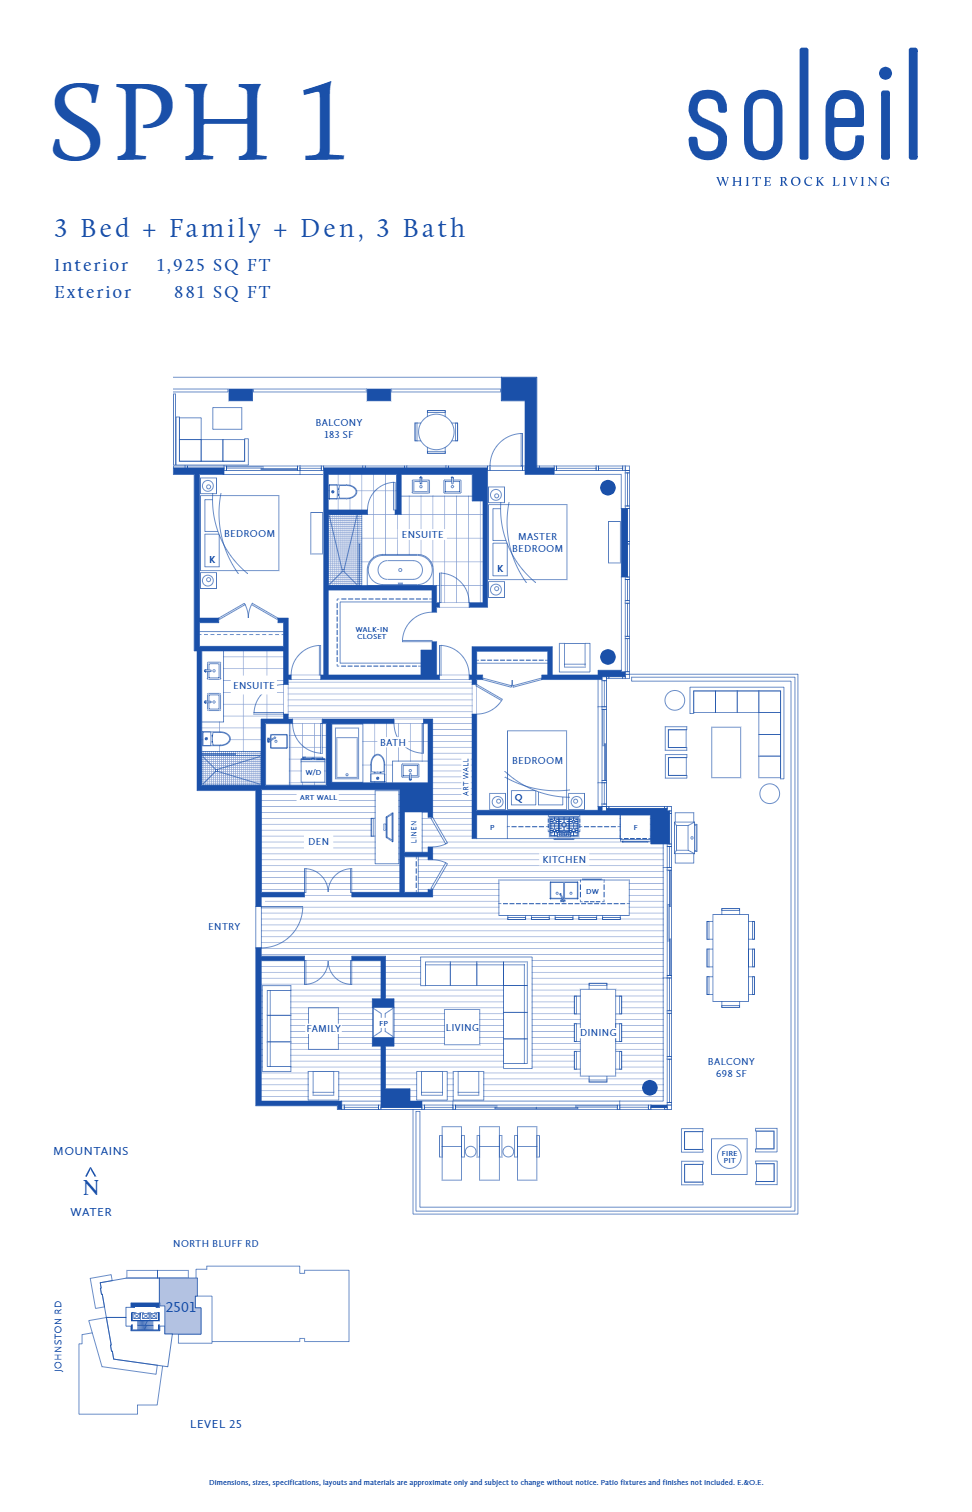 SPH 1
soleil
WHITE ROCK LIVING
3 Bed + Family + Den, 3 Bath
Interior 1,925 SQ FT
Exterior 881 SQ FT
BALCONY
183 SF
BEDROOM
K
ENSUITE
MASTER
BEDROOM
K
WALK-IN
CLOSET
ENSUITE
BATH
W/D
ART WALL
BEDROOM
Q
ART WALL
DEN
LINEN
P
F
KITCHEN
DW
ENTRY
FAMILY
FP
LIVING
DINING
BALCONY
698 SF
FIRE
PIT
MOUNTAINS
N
WATER
NORTH BLUFF RD
JOHNSTON RD
2501
LEVEL 25
Dimensions, sizes, specifications, layouts and materials are approximate only and subject to change without notice. Patio fixtures and finishes not included. E.&O.E.